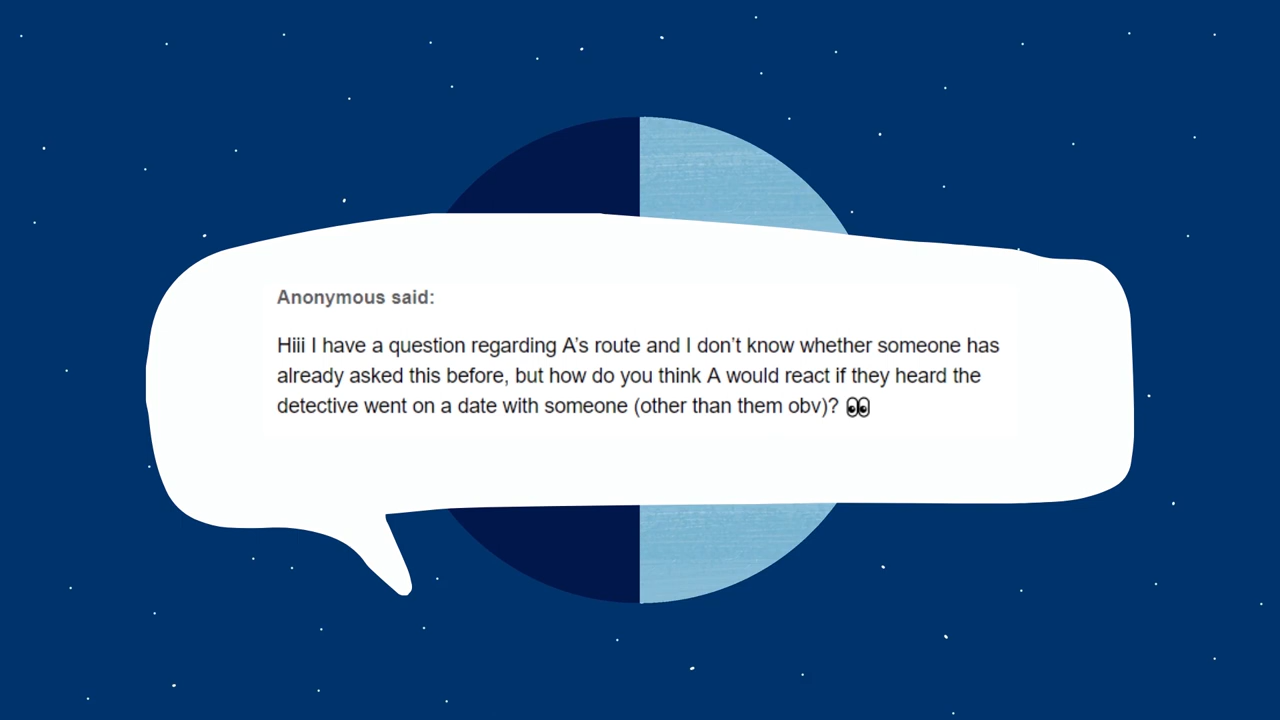 Anonymous said:
Hiii I have a question regarding A’s route and I don’t know whether someone has
already asked this before, but how do you think A would react if they heard the
detective went on a date with someone (other than them obv)? 👀